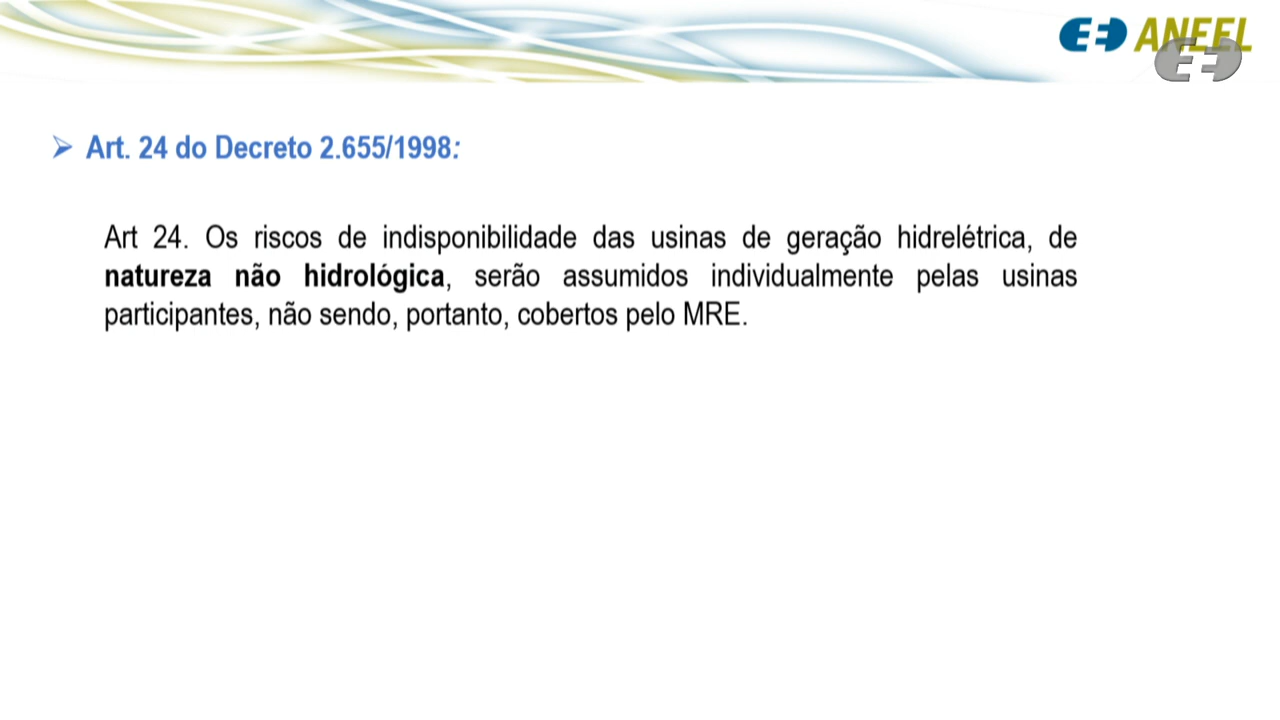 ANEEL
Art. 24 do Decreto 2.655/1998:
Art 24. Os riscos de indisponibilidade das usinas de geração hidrelétrica, de
natureza não hidrológica, serão assumidos individualmente pelas usinas
participantes, não sendo, portanto, cobertos pelo MRE.